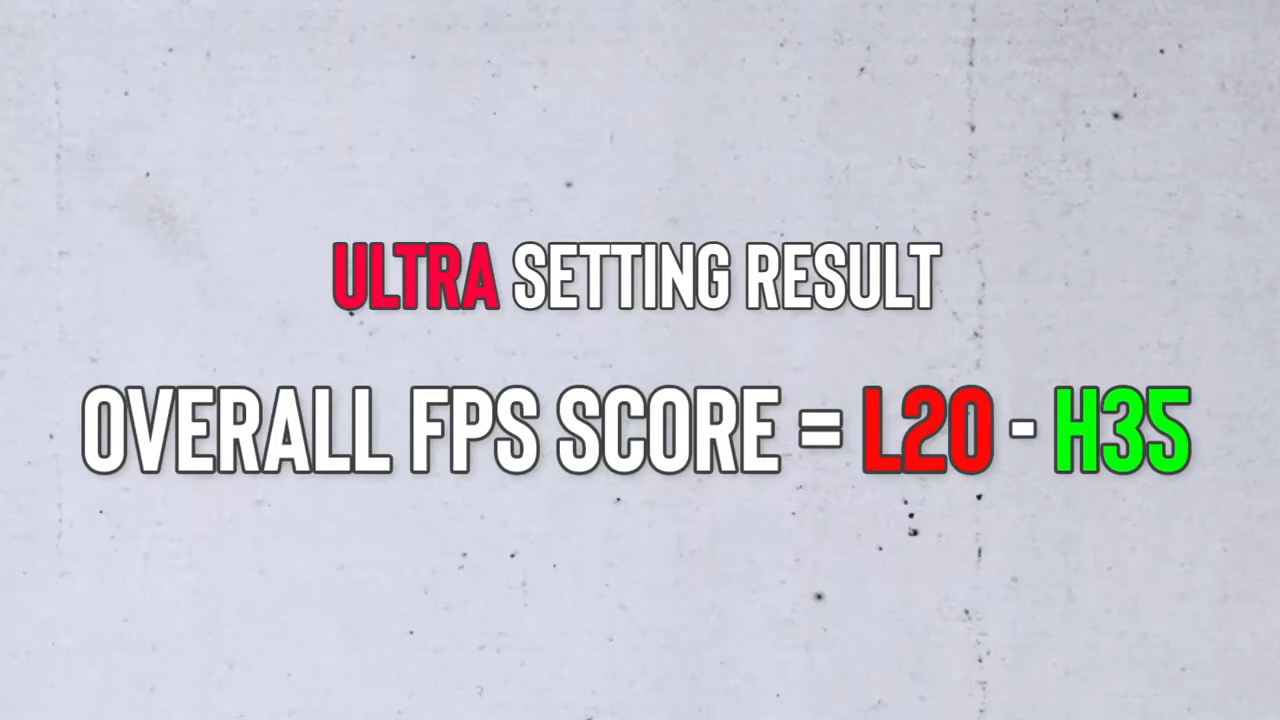 ULTRA SETTING RESULT
OVERALL FPS SCORE = L20 - H35